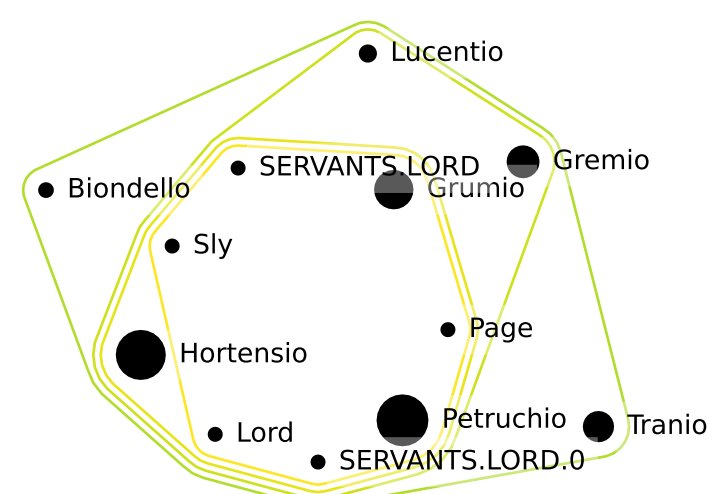 Lucentio
Gremio
SERVANTS.LORD
Biondello
Grumio
Sly
Page
Hortensio
Petruchio
Tranio
Lord
SERVANTS.LORD.0